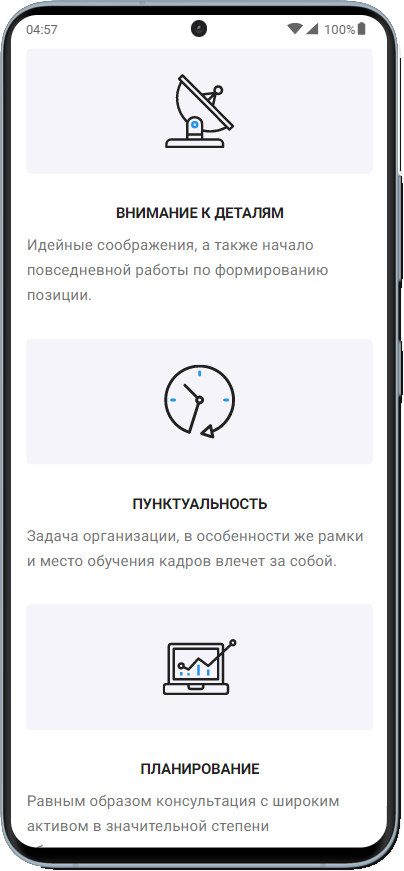 04:57
100%
ВНИМАНИЕ К ДЕТАЛЯМ
Идейные соображения, а также начало
повседневной работы по формированию
позиции.
ПУНКТУАЛЬНОСТЬ
Задача организации, в особенности же рамки
и место обучения кадров влечет за собой.
ПЛАНИРОВАНИЕ
Равным образом консультация с широким
активом в значительной степени